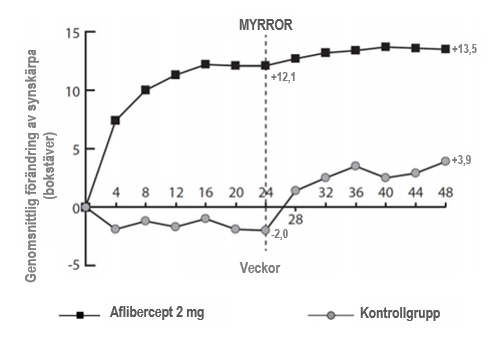 MYRROR
15
10
5
0
-5
Genomsnittlig förändring av synskärpa
(bokstäver)
+12,1
+13,5
4 8 12 16 20 24 28 32 36 40 44 48
+3,9
-2,0
Veckor
Aflibercept 2 mg
Kontrollgrupp